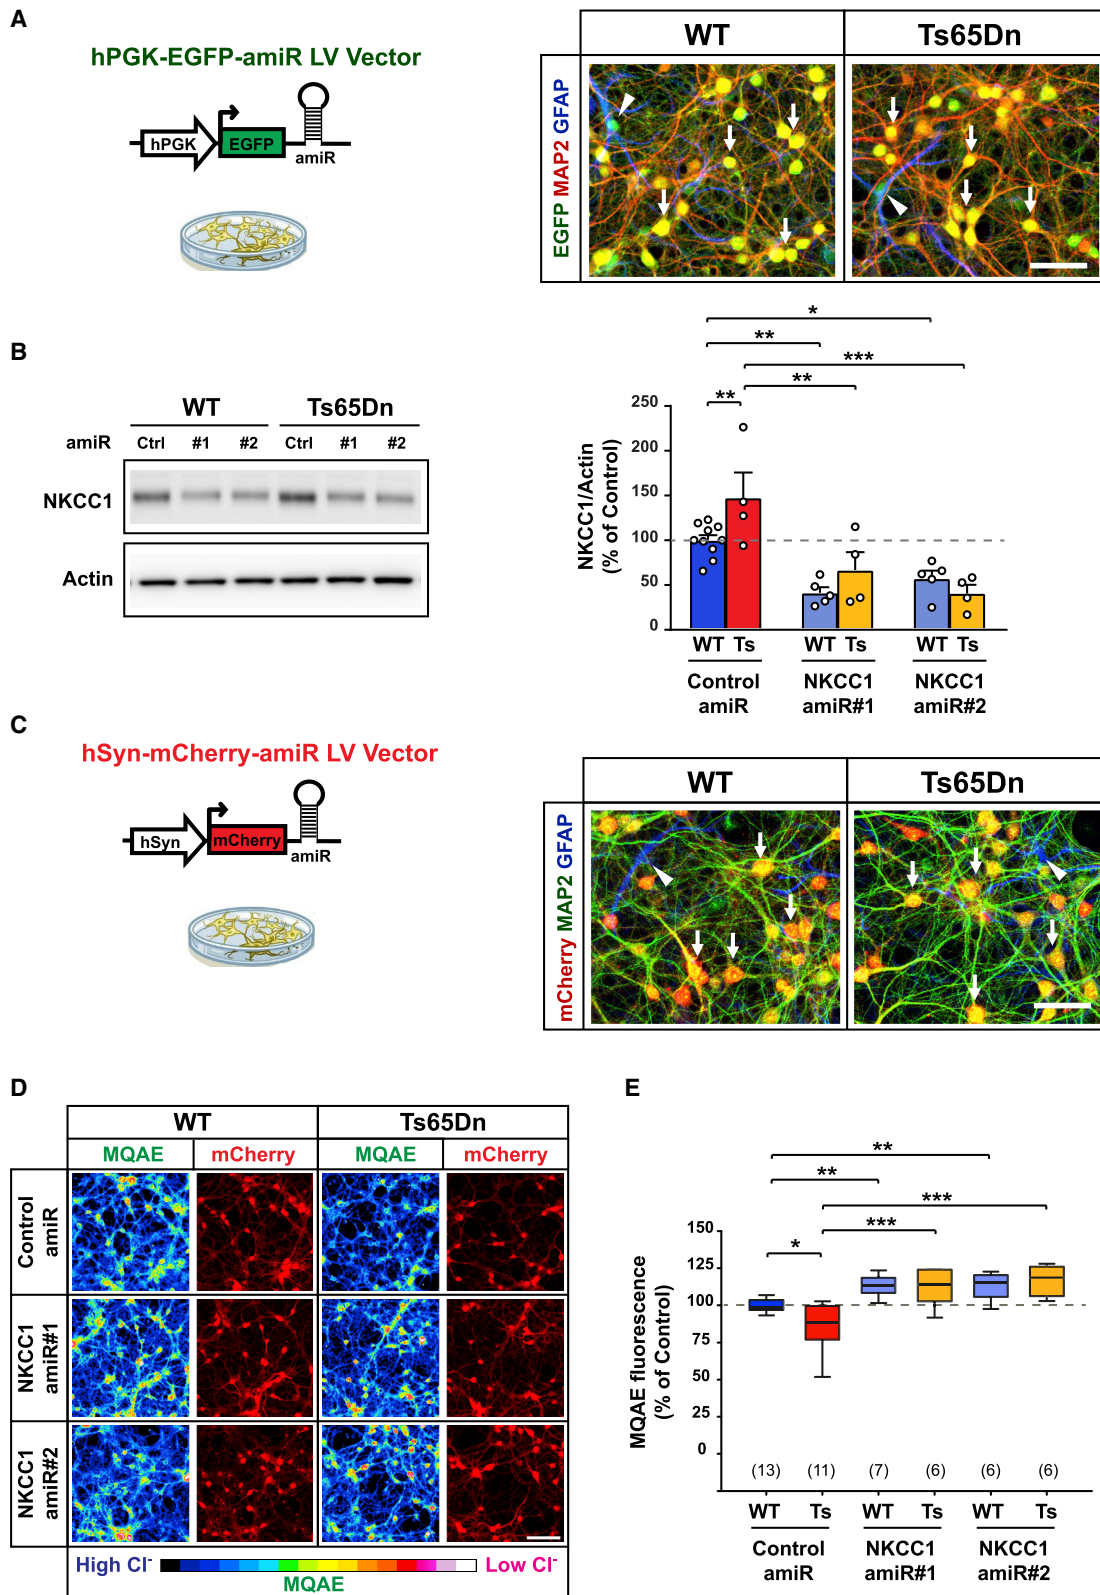 A
hPGK-EGFP-amiR LV Vector
hPGK
EGFP
amiR
WT
Ts65Dn
EGFP MAP2 GFAP
B
WT
Ts65Dn
amiR
Ctrl
#1
#2
Ctrl
#1
#2
NKCC1
Actin
*
**
***
**
**
NKCC1/Actin
(% of Control)
250
200
150
100
50
0
WT
Ts
WT
Ts
WT
Ts
Control
amiR
NKCC1
amiR#1
NKCC1
amiR#2
C
hSyn-mCherry-amiR LV Vector
hSyn
mCherry
amiR
WT
Ts65Dn
mCherry MAP2 GFAP
D
WT
Ts65Dn
MQAE
mCherry
MQAE
mCherry
Control
amiR
NKCC1
amiR#1
NKCC1
amiR#2
High Cl-
Low Cl-
MQAE
E
**
**
***
***
*
MQAE fluorescence
(% of Control)
150
125
100
75
50
25
0
(13)
(11)
(7)
(6)
(6)
(6)
WT
Ts
WT
Ts
WT
Ts
Control
amiR
NKCC1
amiR#1
NKCC1
amiR#2